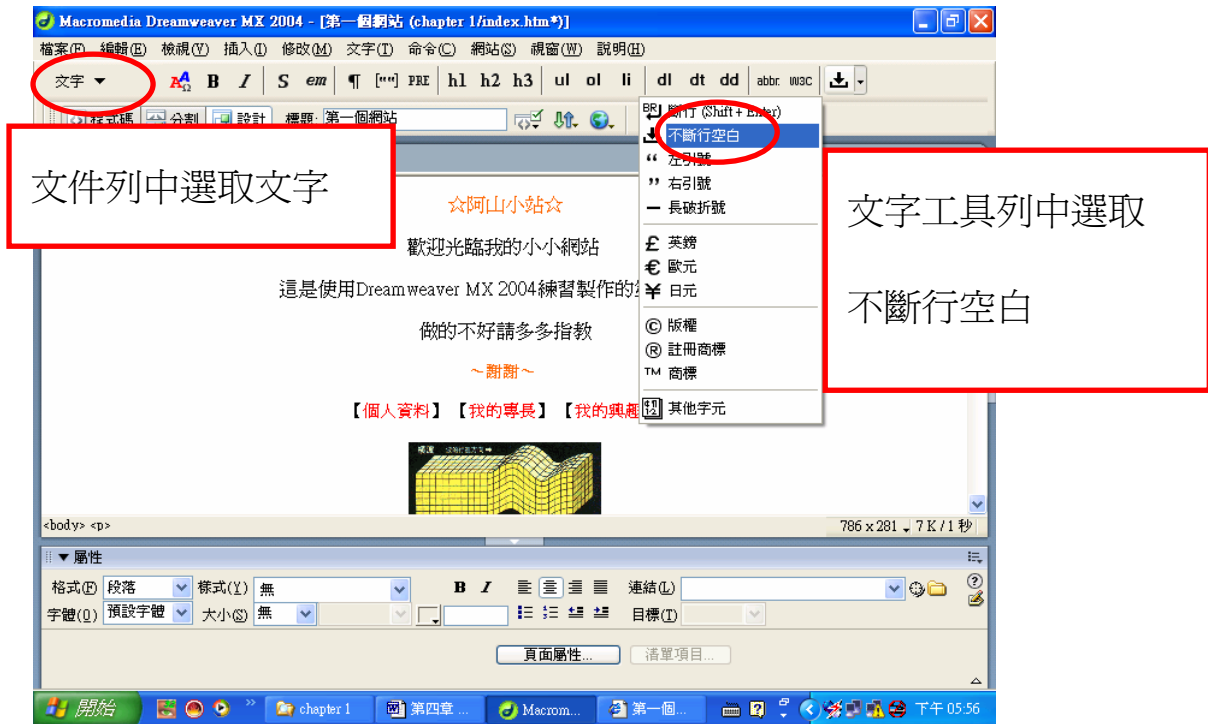 Macromedia Dreamweaver MX 2004 - [第一個網站 (chapter 1/index.htm*)]
檔案(F) 編輯(E) 檢視(V) 插入(I) 修改(M) 文字(T) 命令(C) 網站(S) 視窗(W) 說明(H)
文字 B I S em ¶ [""] PRE h1 h2 h3 ul ol li dl dt dd abbr. W3C
程式碼 分割 設計 標題: 第一個網站
BR 斷行 (Shift + Enter)
不斷行空白
“ 左引號
” 右引號
— 長破折號
£ 英鎊
€ 歐元
¥ 日元
© 版權
® 註冊商標
TM 商標
其他字元
文件列中選取文字
文字工具列中選取
不斷行空白
☆阿山小站☆
歡迎光臨我的小小網站
這是使用Dreamweaver MX 2004練習製作的
做的不好請多多指教
～謝謝～
【個人資料】【我的專長】【我的興趣
<body> <p> 786 x 281 7 K / 1 秒
▼屬性
格式(F) 段落 樣式(Y) 無 B I 連結(L)
字體(O) 預設字體 大小(S) 無 目標(T)
頁面屬性... 清單項目...
開始 » chapter 1 第四章 ... Macrom... 第一個... 下午 05:56